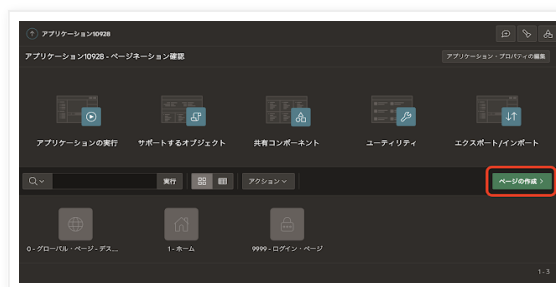 アプリケーション10928
アプリケーション10928 - ページネーション確認
アプリケーション・プロパティの編集
アプリケーションの実行
サポートするオブジェクト
共有コンポーネント
ユーティリティ
エクスポート/インポート
実行
アクション
ページの作成 >
0 - グローバル・ページ - デス...
1 - ホーム
9999 - ログイン・ページ
1 - 3